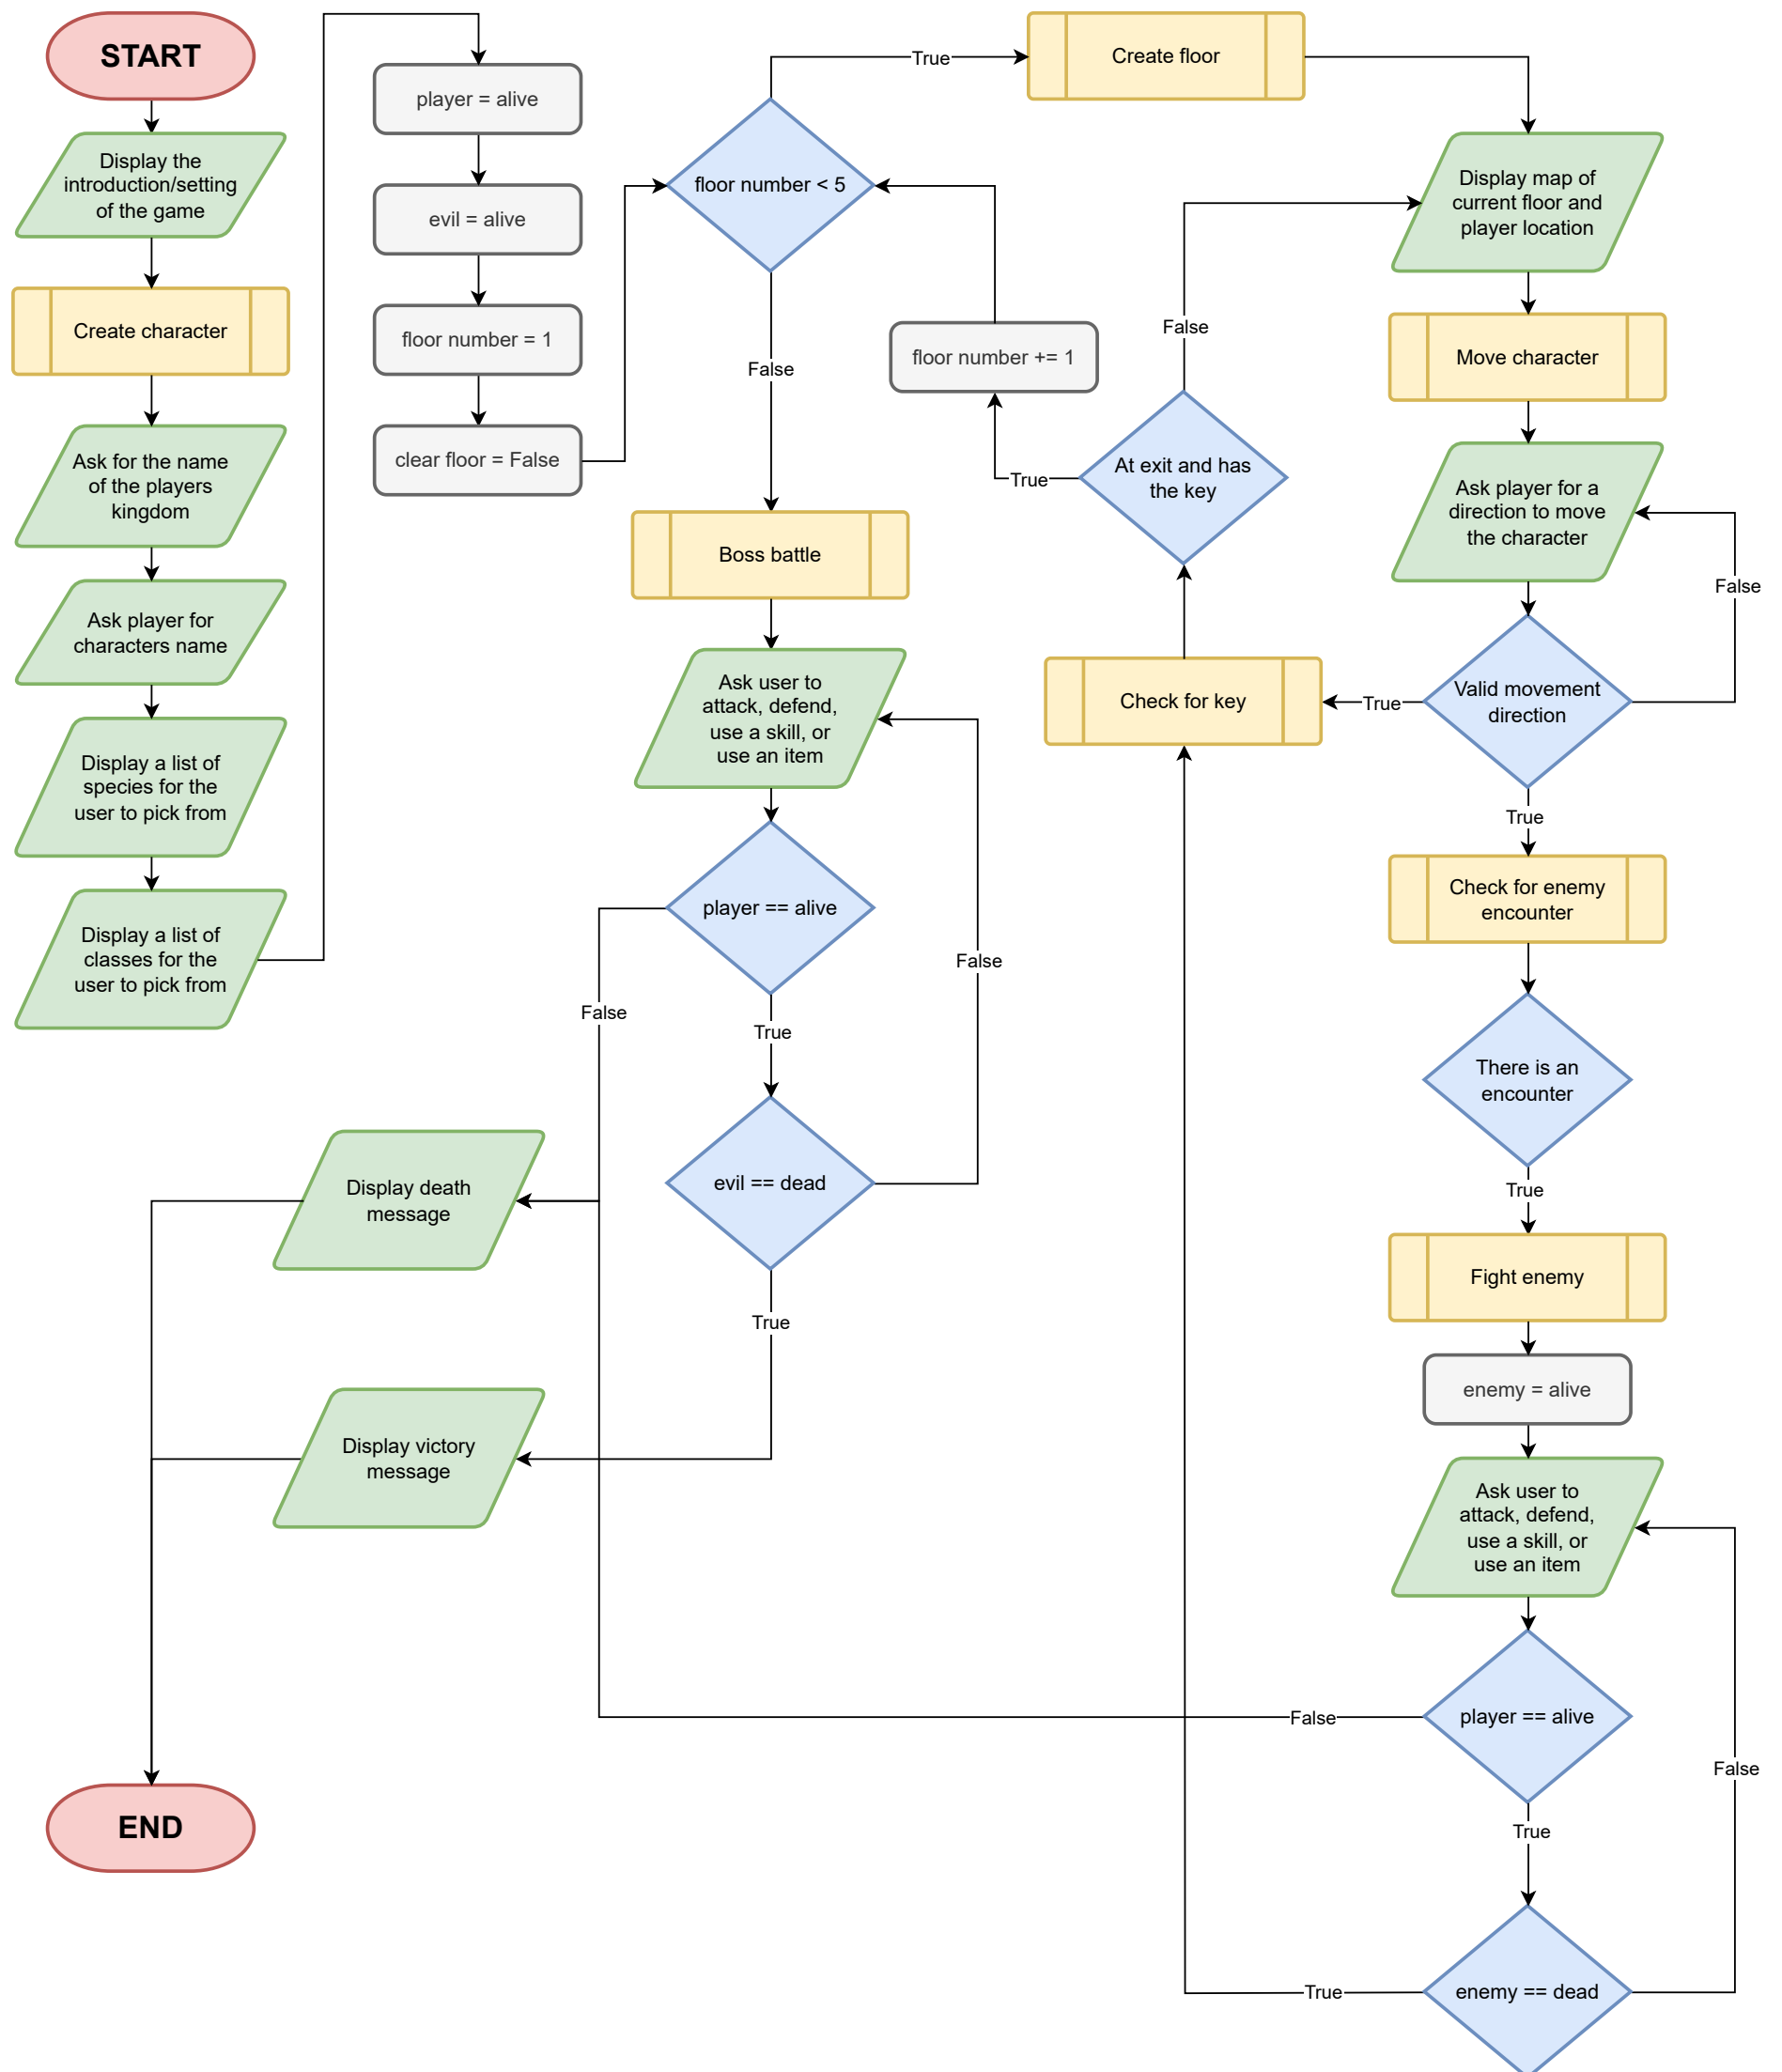 START
Display the
introduction/setting
of the game
Create character
Ask for the name
of the players
kingdom
Ask player for
characters name
Display a list of
species for the
user to pick from
Display a list of
classes for the
user to pick from
player = alive
evil = alive
floor number = 1
clear floor = False
floor number < 5
True
Create floor
False
floor number += 1
Boss battle
Ask user to
attack, defend,
use a skill, or
use an item
player == alive
False
True
False
evil == dead
True
Display death
message
Display victory
message
END
Display map of
current floor and
player location
Move character
Ask player for a
direction to move
the character
False
Valid movement
direction
True
Check for key
At exit and has
the key
True
False
True
Check for enemy
encounter
There is an
encounter
True
Fight enemy
enemy = alive
Ask user to
attack, defend,
use a skill, or
use an item
player == alive
False
True
False
enemy == dead
True